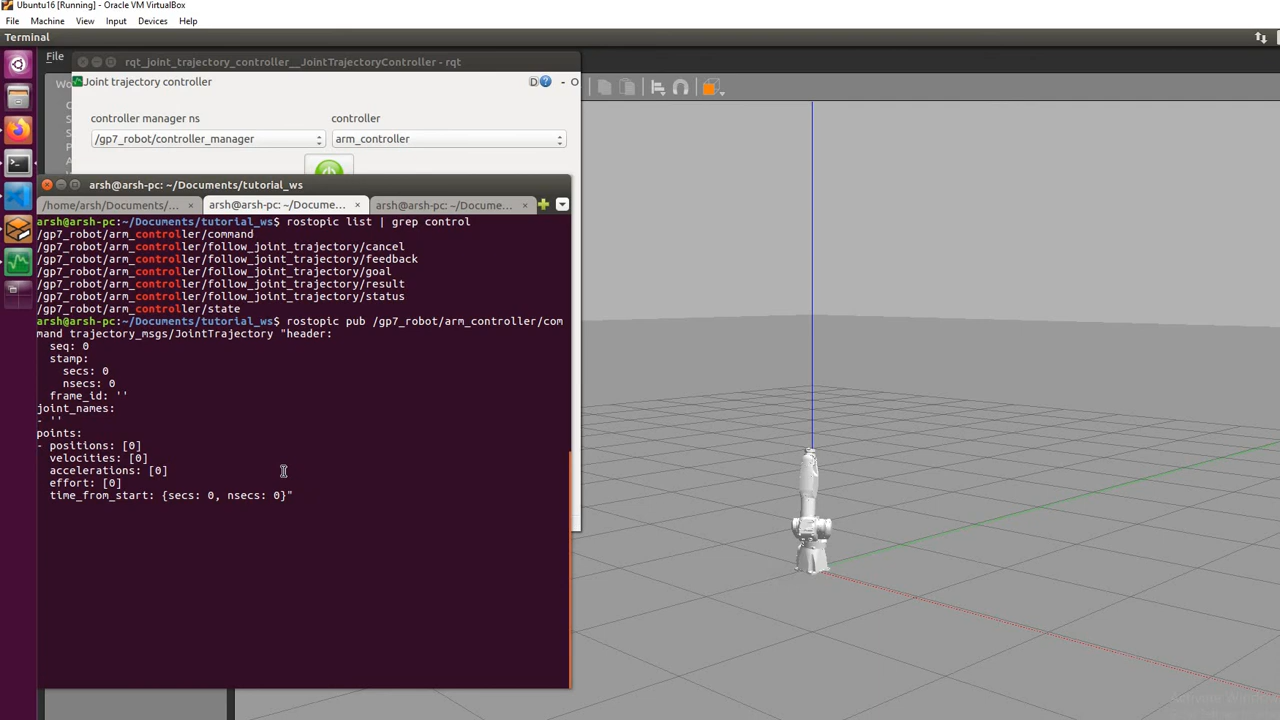 Ubuntu16 [Running] - Oracle VM VirtualBox
File Machine View Input Devices Help
Terminal
File
rqt_joint_trajectory_controller__JointTrajectoryController - rqt
Joint trajectory controller
D - O
controller manager ns
controller
/gp7_robot/controller_manager
arm_controller
arsh@arsh-pc: ~/Documents/tutorial_ws
/home/arsh/Documents/... × arsh@arsh-pc: ~/Docume... × arsh@arsh-pc: ~/Docume... ×
arsh@arsh-pc:~/Documents/tutorial_ws$ rostopic list | grep control
/gp7_robot/arm_controller/command
/gp7_robot/arm_controller/follow_joint_trajectory/cancel
/gp7_robot/arm_controller/follow_joint_trajectory/feedback
/gp7_robot/arm_controller/follow_joint_trajectory/goal
/gp7_robot/arm_controller/follow_joint_trajectory/result
/gp7_robot/arm_controller/follow_joint_trajectory/status
/gp7_robot/arm_controller/state
arsh@arsh-pc:~/Documents/tutorial_ws$ rostopic pub /gp7_robot/arm_controller/com
mand trajectory_msgs/JointTrajectory "header:
seq: 0
stamp:
secs: 0
nsecs: 0
frame_id: ''
joint_names:
- ''
points:
- positions: [0]
velocities: [0]
accelerations: [0]
effort: [0]
time_from_start: {secs: 0, nsecs: 0}"